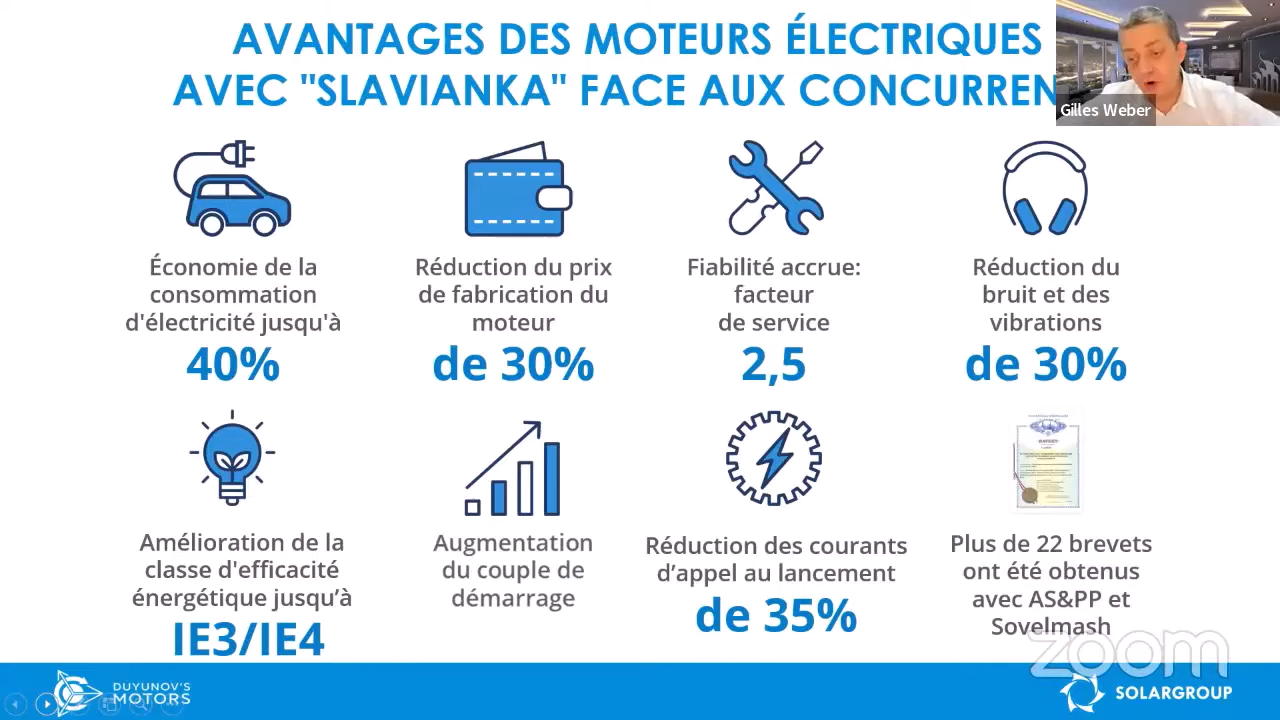 AVANTAGES DES MOTEURS ÉLECTRIQUES
AVEC "SLAVIANKA" FACE AUX CONCURREN
Gilles Weber
Économie de la
consommation
d'électricité jusqu'à
40%
Réduction du prix
de fabrication du
moteur
de 30%
Fiabilité accrue:
facteur
de service
2,5
Réduction du
bruit et des
vibrations
de 30%
Amélioration de la
classe d'efficacité
énergétique jusqu’à
IE3/IE4
Augmentation
du couple de
démarrage
Réduction des courants
d’appel au lancement
de 35%
Plus de 22 brevets
ont été obtenus
avec AS&PP et
Sovelmash
zoom
DUYUNOV'S
MOTORS
SOLARGROUP